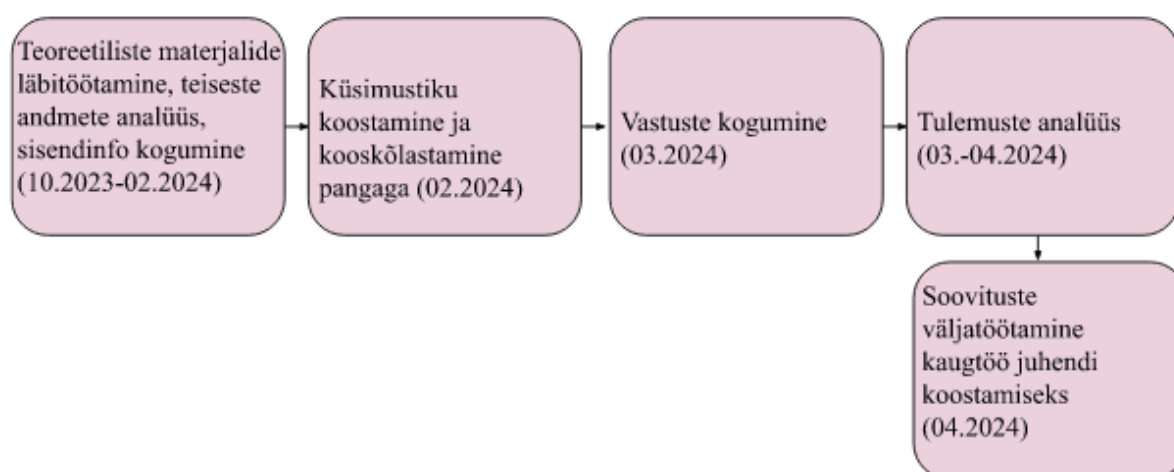 Teoreetiliste materjalide
läbitöötamine, teiseste
andmete analüüs,
sisendinfo kogumine
(10.2023-02.2024)
Küsimustiku
koostamine ja
kooskõlastamine
pangaga (02.2024)
Vastuste kogumine
(03.2024)
Tulemuste analüüs
(03.-04.2024)
Soovituste
väljatöötamine
kaugtöö juhendi
koostamiseks
(04.2024)